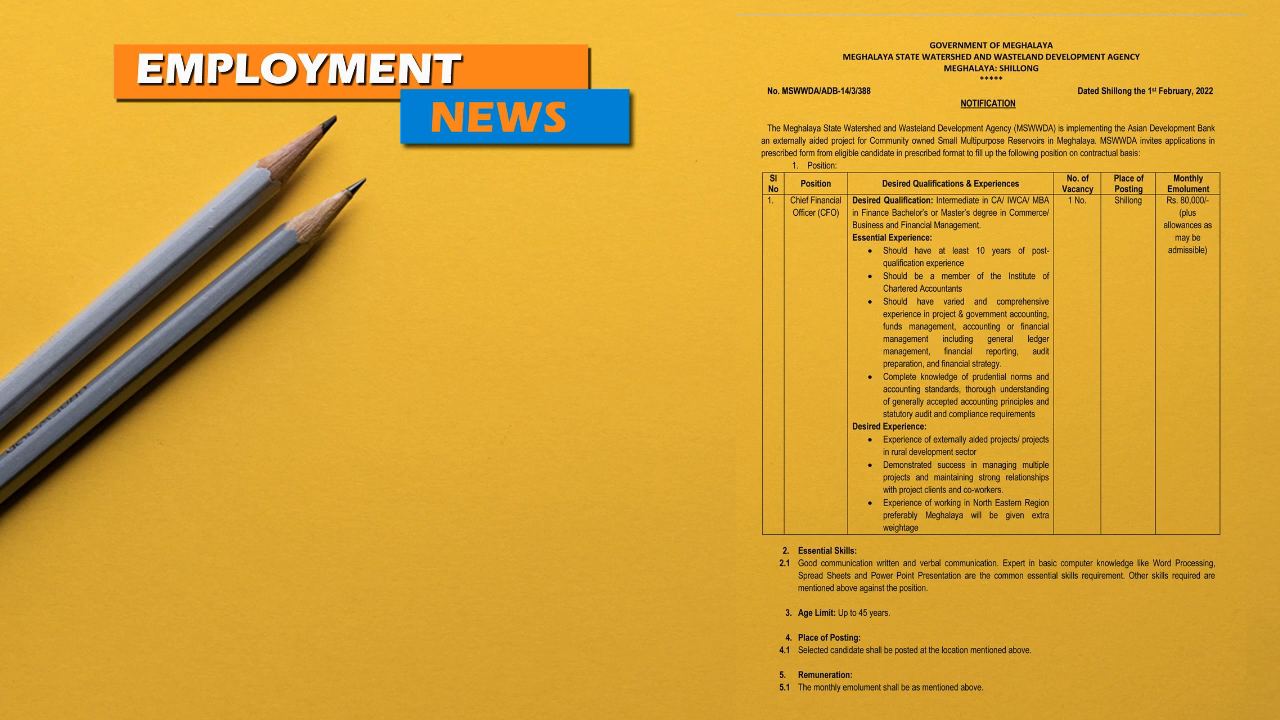 EMPLOYMENT
NEWS
GOVERNMENT OF MEGHALAYA
MEGHALAYA STATE WATERSHED AND WASTELAND DEVELOPMENT AGENCY
MEGHALAYA: SHILLONG
*****
No. MSWWDA/ADB-14/3/388 Dated Shillong the 1st February, 2022
NOTIFICATION
The Meghalaya State Watershed and Wasteland Development Agency (MSWWDA) is implementing the Asian Development Bank
an externally aided project for Community owned Small Multipurpose Reservoirs in Meghalaya. MSWWDA invites applications in
prescribed form from eligible candidate in prescribed format to fill up the following position on contractual basis:
1. Position:
Sl No
Position
Desired Qualifications & Experiences
No. of Vacancy
Place of Posting
Monthly Emolument
1.
Chief Financial
Officer (CFO)
Desired Qualification: Intermediate in CA/ IWCA/ MBA
in Finance Bachelor's or Master's degree in Commerce/
Business and Financial Management.
Essential Experience:
• Should have at least 10 years of post-
qualification experience
• Should be a member of the Institute of
Chartered Accountants
• Should have varied and comprehensive
experience in project & government accounting,
funds management, accounting or financial
management including general ledger
management, financial reporting, audit
preparation, and financial strategy.
• Complete knowledge of prudential norms and
accounting standards, thorough understanding
of generally accepted accounting principles and
statutory audit and compliance requirements
Desired Experience:
• Experience of externally aided projects/ projects
in rural development sector
• Demonstrated success in managing multiple
projects and maintaining strong relationships
with project clients and co-workers.
• Experience of working in North Eastern Region
preferably Meghalaya will be given extra
weightage
1 No.
Shillong
Rs. 80,000/-
(plus
allowances as
may be
admissible)
2. Essential Skills:
2.1 Good communication written and verbal communication. Expert in basic computer knowledge like Word Processing,
Spread Sheets and Power Point Presentation are the common essential skills requirement. Other skills required are
mentioned above against the position.
3. Age Limit: Up to 45 years.
4. Place of Posting:
4.1 Selected candidate shall be posted at the location mentioned above.
5. Remuneration:
5.1 The monthly emolument shall be as mentioned above.